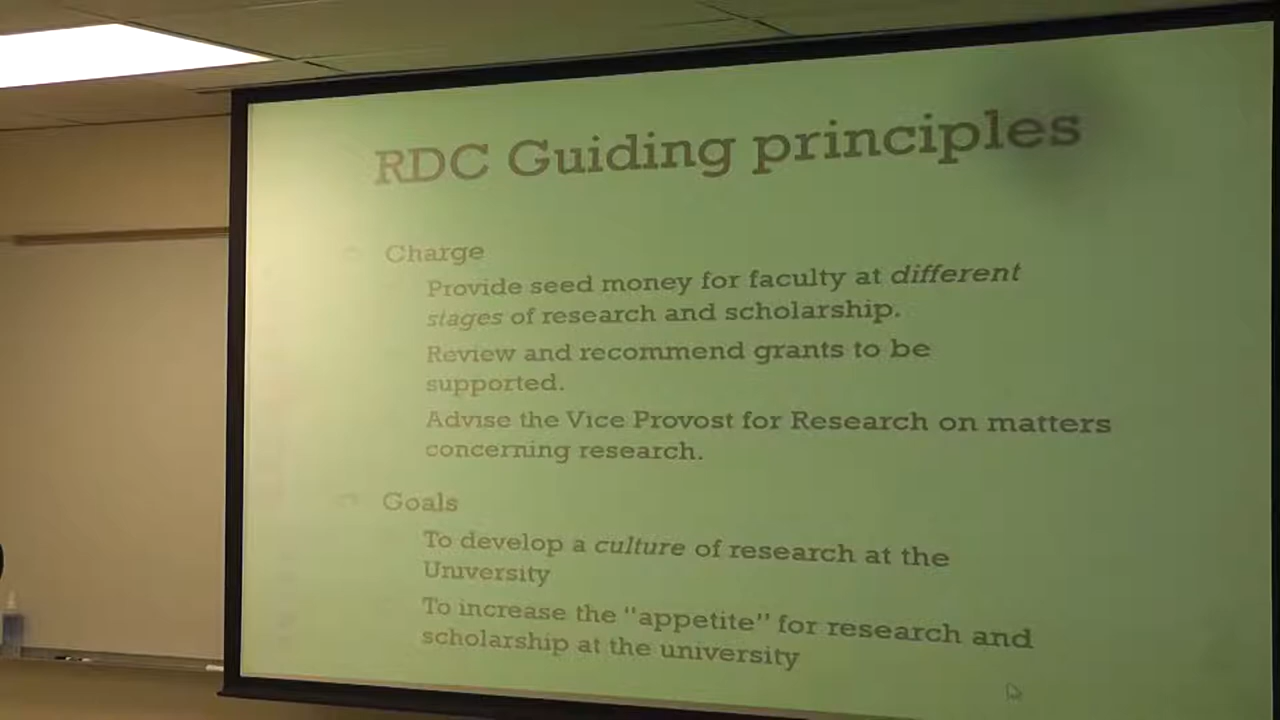 RDC Guiding principles
Charge
Provide seed money for faculty at different
stages of research and scholarship.
Review and recommend grants to be
supported.
Advise the Vice Provost for Research on matters
concerning research.
Goals
To develop a culture of research at the
University
To increase the "appetite" for research and
scholarship at the university